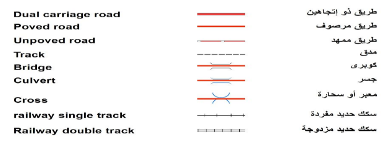 Dual carriage road طريق ذو إتجاهين
Poved road طريق مرصوف
Unpoved road طريق ممهد
Track مدق
Bridge كوبرى
Culvert جسر
Cross معبر أو سحارة
railway single track سكك حديد مفردة
Railway double track سكك حديد مزدوجة